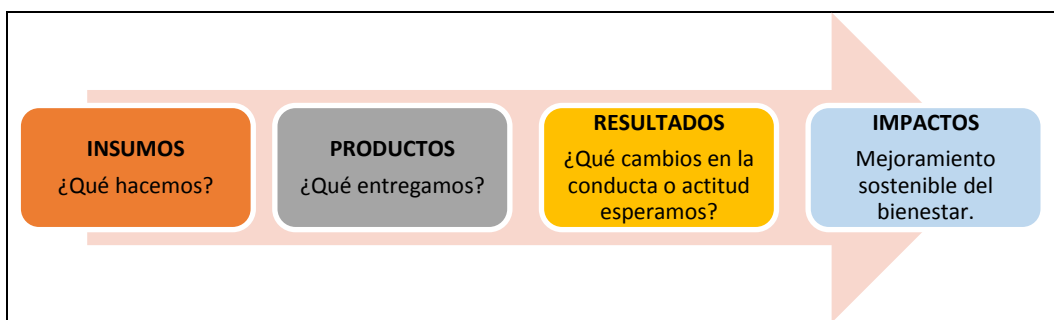 INSUMOS
¿Qué hacemos?
PRODUCTOS
¿Qué entregamos?
RESULTADOS
¿Qué cambios en la
conducta o actitud
esperamos?
IMPACTOS
Mejoramiento
sostenible del
bienestar.